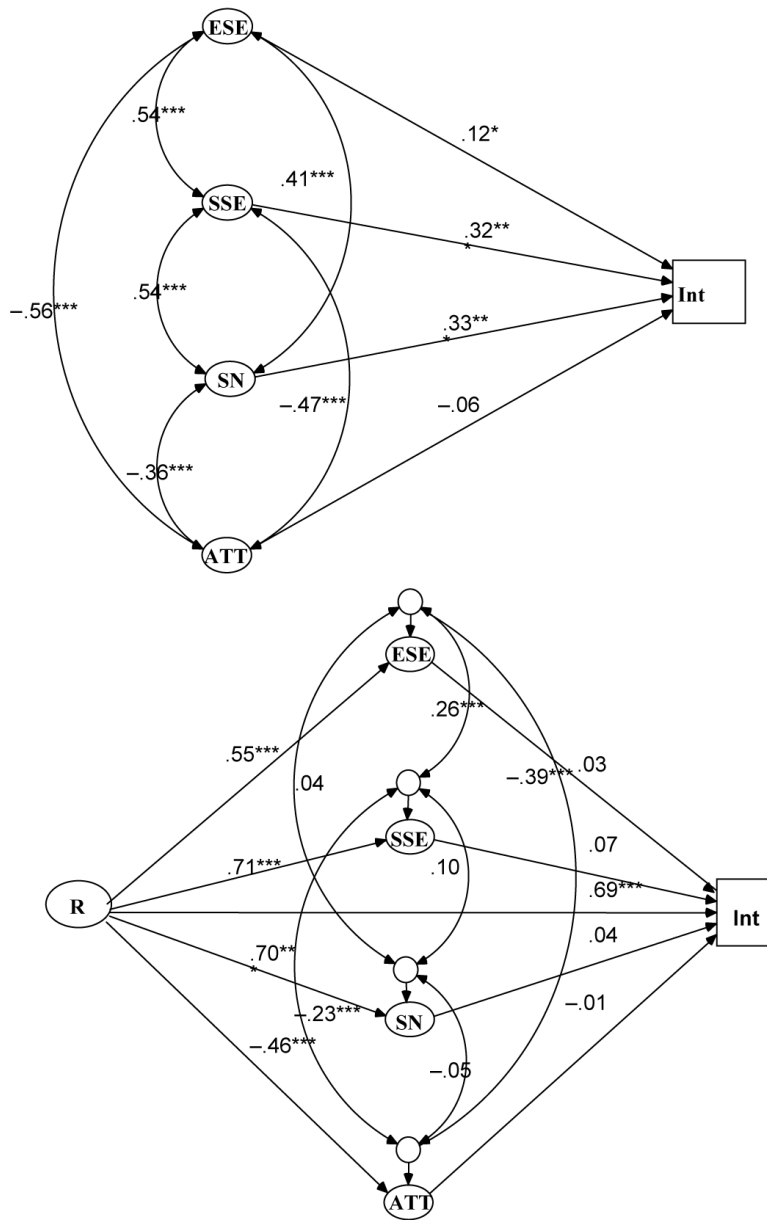 ESE
.54***
.12*
.41***
SSE
.32**
*
Int
–.56***
.54***
.33**
*
SN
–.47***
–.06
–.36***
ATT
ESE
.26***
.55***
.04
–.39***
.03
SSE
.07
.71***
.10
.69***
R
Int
.70**
*
.04
–.23***
SN
–.01
–.46***
–.05
ATT